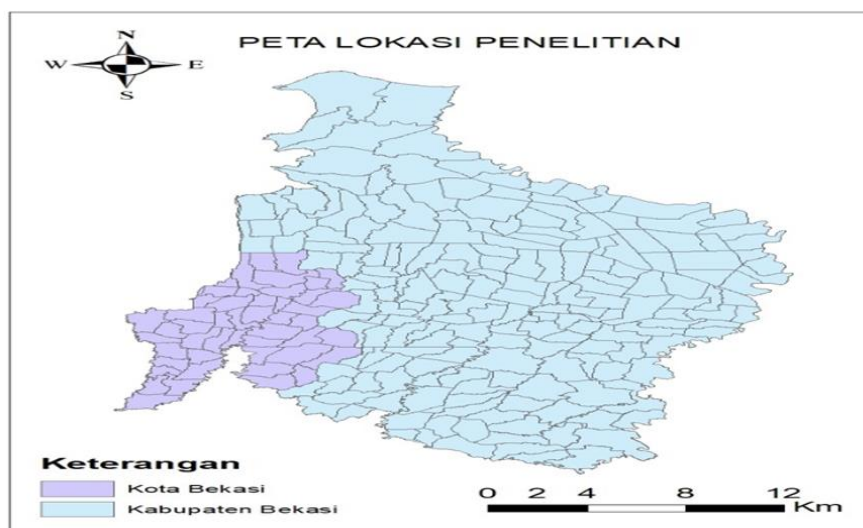 N
PETA LOKASI PENELITIAN
W E
S
Keterangan
Kota Bekasi
Kabupaten Bekasi
0 2 4 8 12
Km